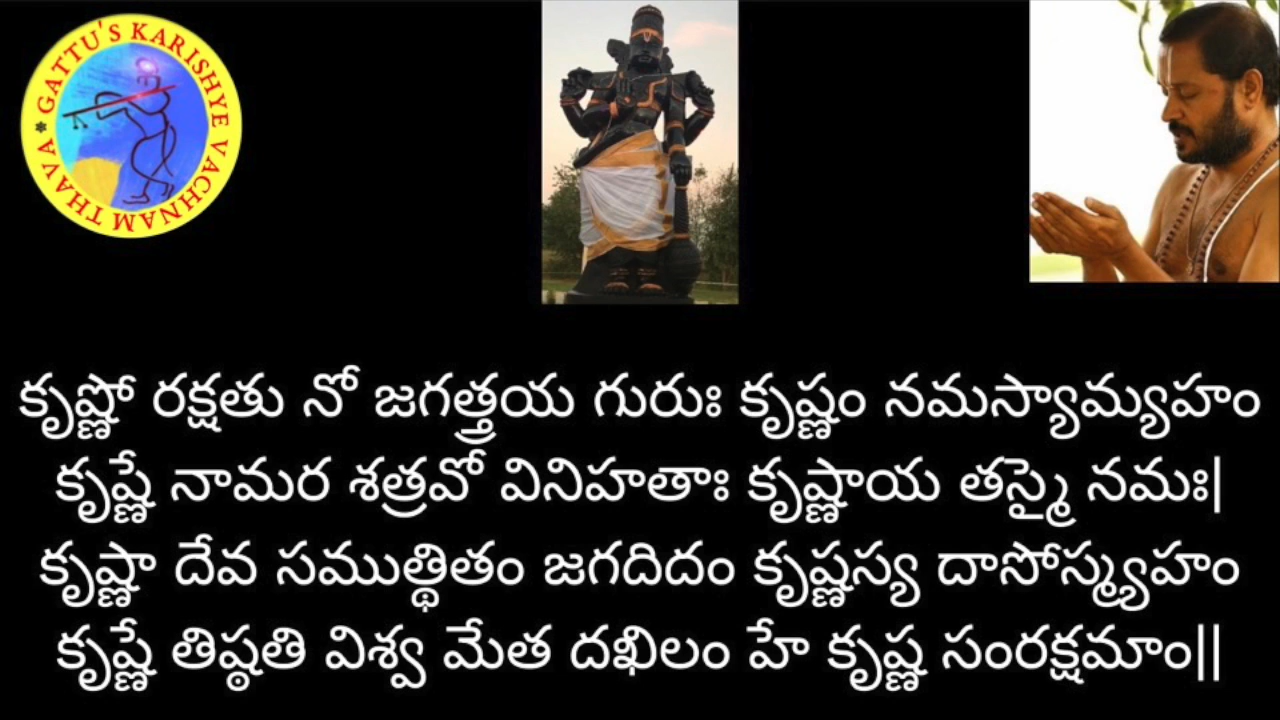 GATTU'S KARISHYE VACHNAM THAVA *
కృష్ణో రక్షతు నో జగత్త్రయ గురుః కృష్ణం నమస్యామ్యహం
కృష్ణే నామర శత్రవో వినిహతాః కృష్ణాయ తస్మై నమః|
కృష్ణా దేవ సముత్థితం జగదిదం కృష్ణస్య దాసోస్మ్యహం
కృష్ణే తిష్ఠతి విశ్వ మేత దఖిలం హే కృష్ణ సంరక్షమాం||